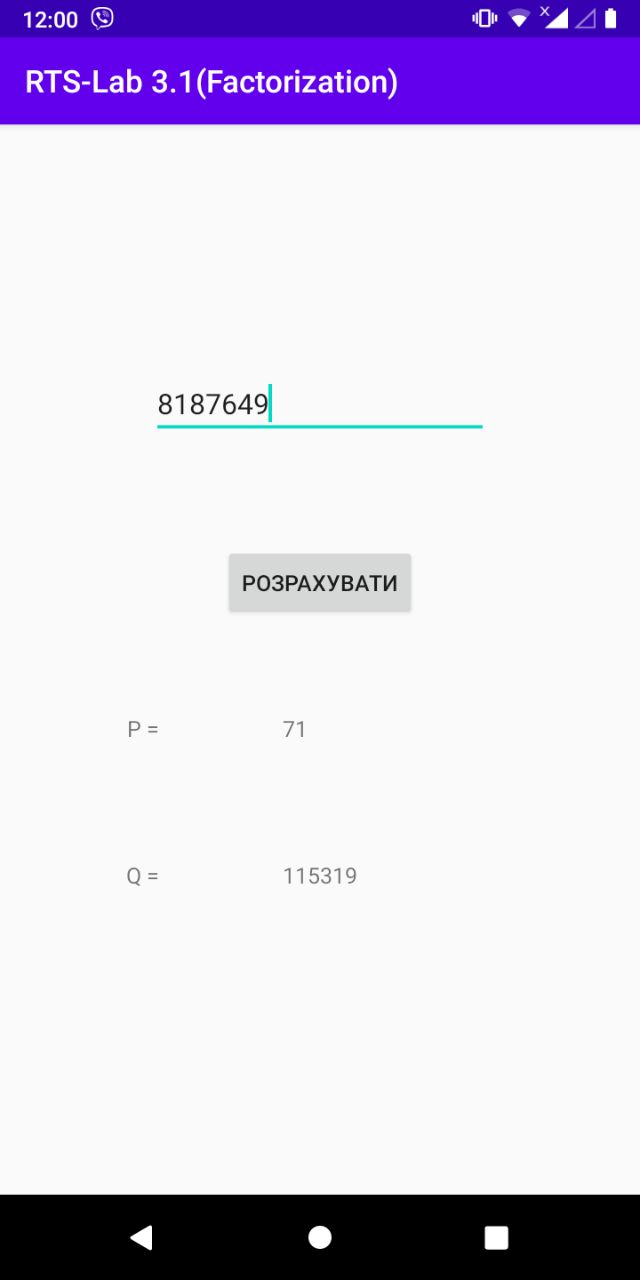 12:00
RTS-Lab 3.1(Factorization)
8187649
РОЗРАХУВАТИ
P = 71
Q = 115319